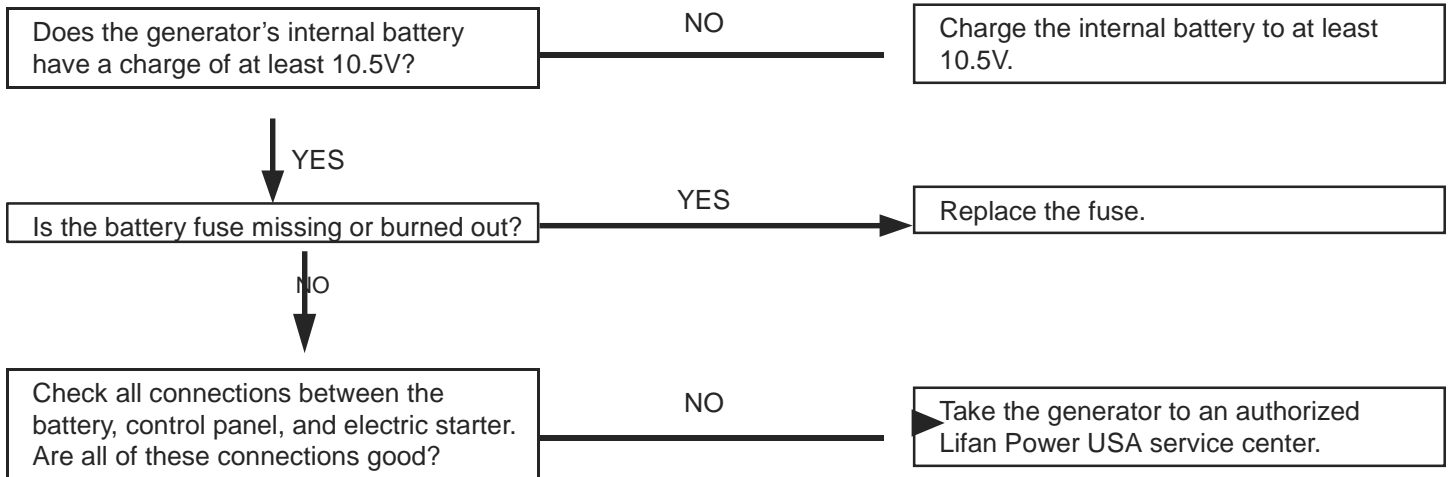 Does the generator's internal battery
have a charge of at least 10.5V?
NO
Charge the internal battery to at least
10.5V.
YES
Is the battery fuse missing or burned out?
YES
Replace the fuse.
NO
Check all connections between the
battery, control panel, and electric starter.
Are all of these connections good?
NO
Take the generator to an authorized
Lifan Power USA service center.